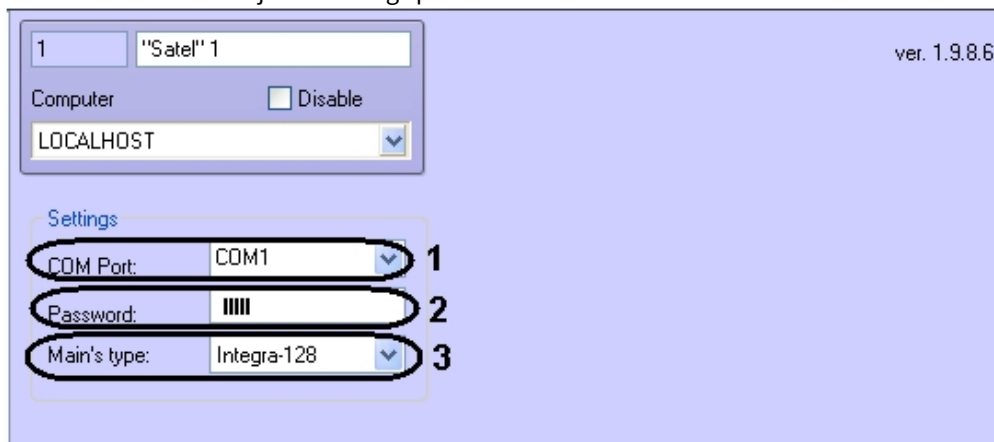 1 "Satel" 1
ver. 1.9.8.6
Computer Disable
LOCALHOST
Settings
COM Port: COM1 1
Password: 2
Main's type: Integra-128 3